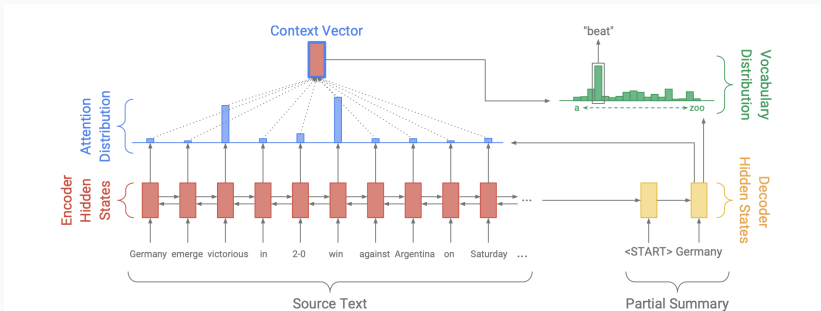 Context Vector
"beat"
Vocabulary
Distribution
a
zoo
Attention
Distribution
Encoder
Hidden
States
Decoder
Hidden States
...
Germany emerge victorious in 2-0 win against Argentina on Saturday ...
<START> Germany
Source Text
Partial Summary